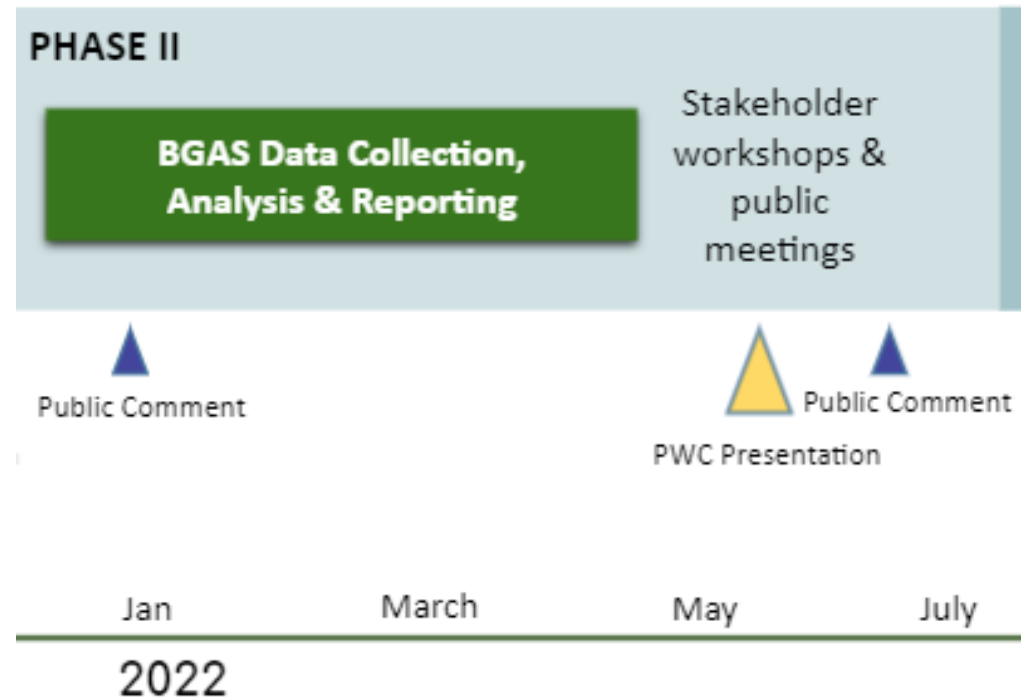 PHASE II
BGAS Data Collection,
Analysis & Reporting
Stakeholder
workshops &
public
meetings
Public Comment
Public Comment
PWC Presentation
Jan
March
May
July
2022